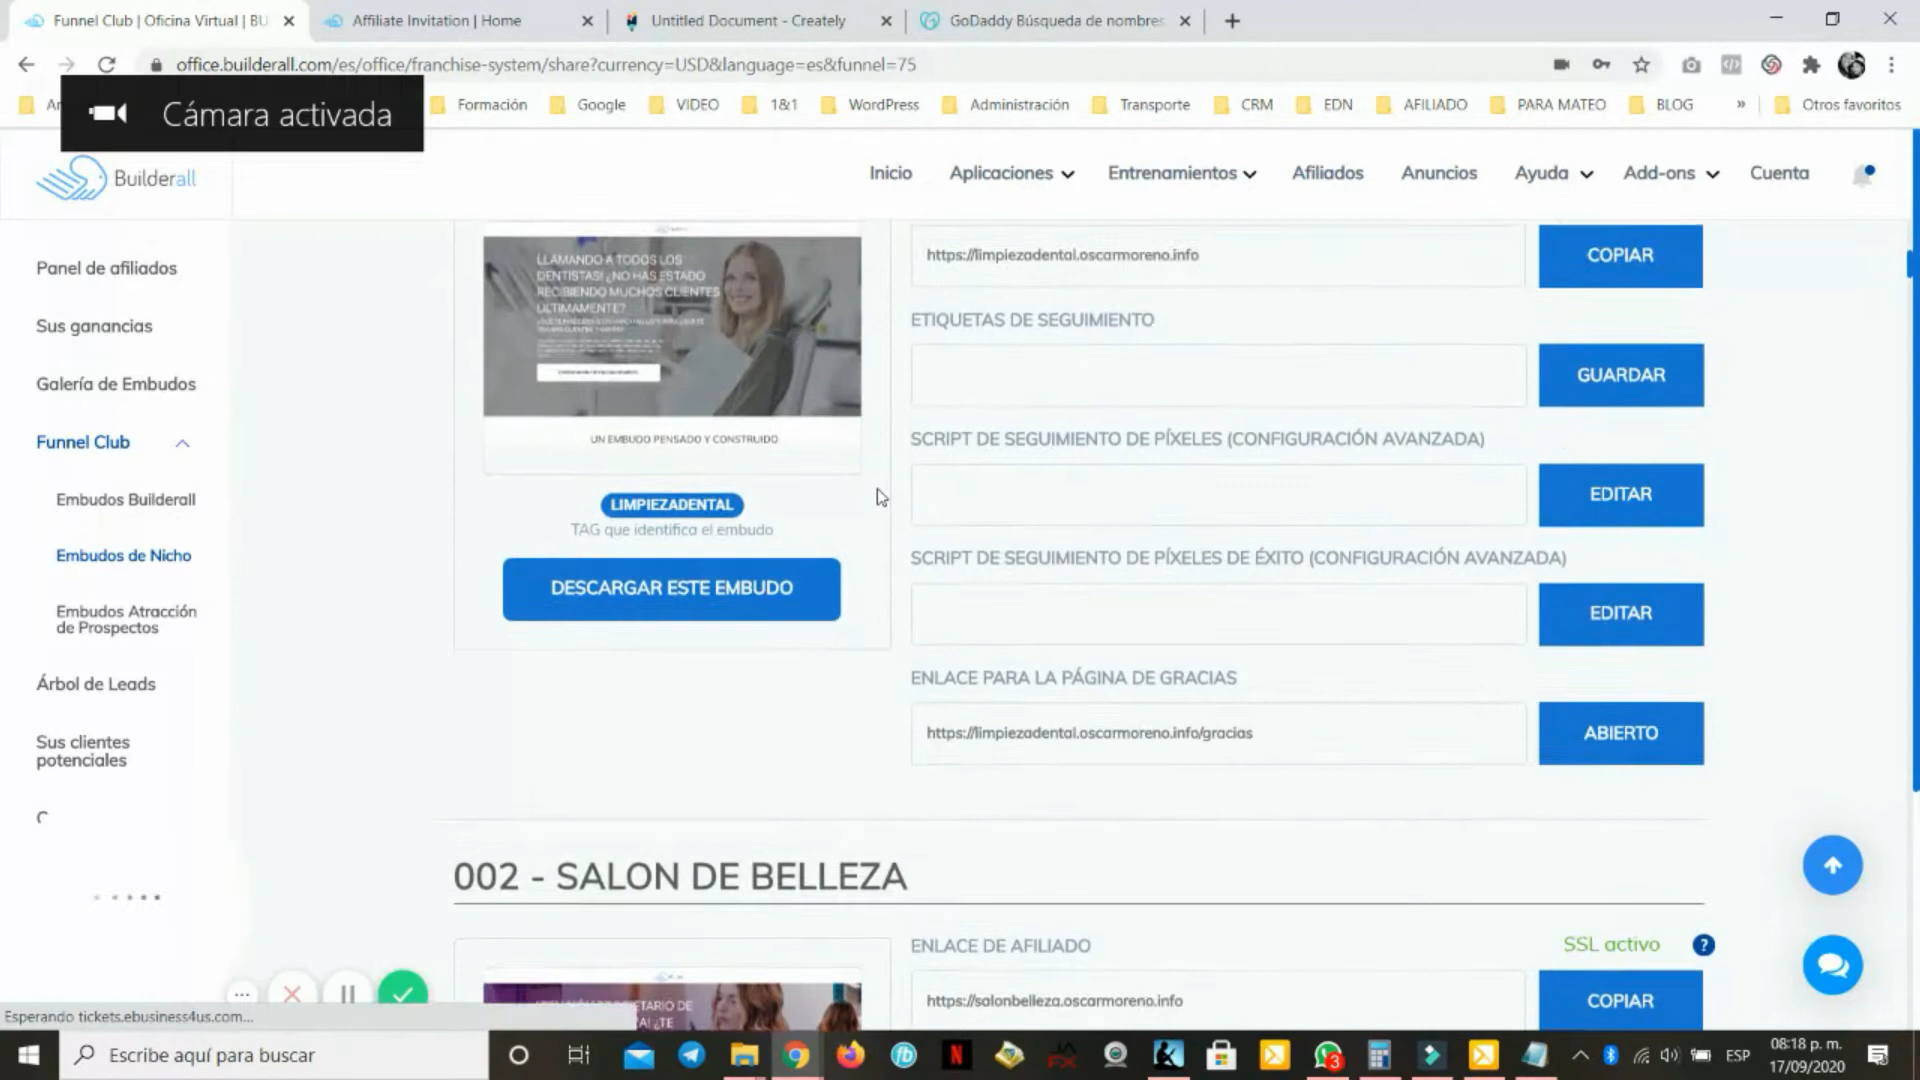 Funnel Club | Oficina Virtual | BU
Affiliate Invitation | Home
Untitled Document - Creately
GoDaddy Búsqueda de nombres
office.builderall.com/es/office/franchise-system/share?currency=USD&language=es&funnel=75
Formación
Google
VIDEO
1&1
WordPress
Administración
Transporte
CRM
EDN
AFILIADO
PARA MATEO
BLOG
»
Otros favoritos
Cámara activada
Builderall
Inicio
Aplicaciones
Entrenamientos
Afiliados
Anuncios
Ayuda
Add-ons
Cuenta
Panel de afiliados
Sus ganancias
Galería de Embudos
Funnel Club
Embudos Builderall
Embudos de Nicho
Embudos Atracción
de Prospectos
Árbol de Leads
Sus clientes
potenciales
LLAMANDO A TODOS LOS
DENTISTAS! ¿NO HAS ESTADO
RECIBIENDO MUCHOS CLIENTES
ULTIMAMENTE?
UN EMBUDO PENSADO Y CONSTRUIDO
LIMPIEZADENTAL
TAG que identifica el embudo
DESCARGAR ESTE EMBUDO
https://limpiezadental.oscarmoreno.info
COPIAR
ETIQUETAS DE SEGUIMIENTO
GUARDAR
SCRIPT DE SEGUIMIENTO DE PÍXELES (CONFIGURACIÓN AVANZADA)
EDITAR
SCRIPT DE SEGUIMIENTO DE PÍXELES DE ÉXITO (CONFIGURACIÓN AVANZADA)
EDITAR
ENLACE PARA LA PÁGINA DE GRACIAS
https://limpiezadental.oscarmoreno.info/gracias
ABIERTO
002 - SALON DE BELLEZA
ENLACE DE AFILIADO
SSL activo
?
https://salonbelleza.oscarmoreno.info
COPIAR
Esperando tickets.ebusiness4us.com...
Escribe aquí para buscar
3
ESP
08:18 p. m.
17/09/2020